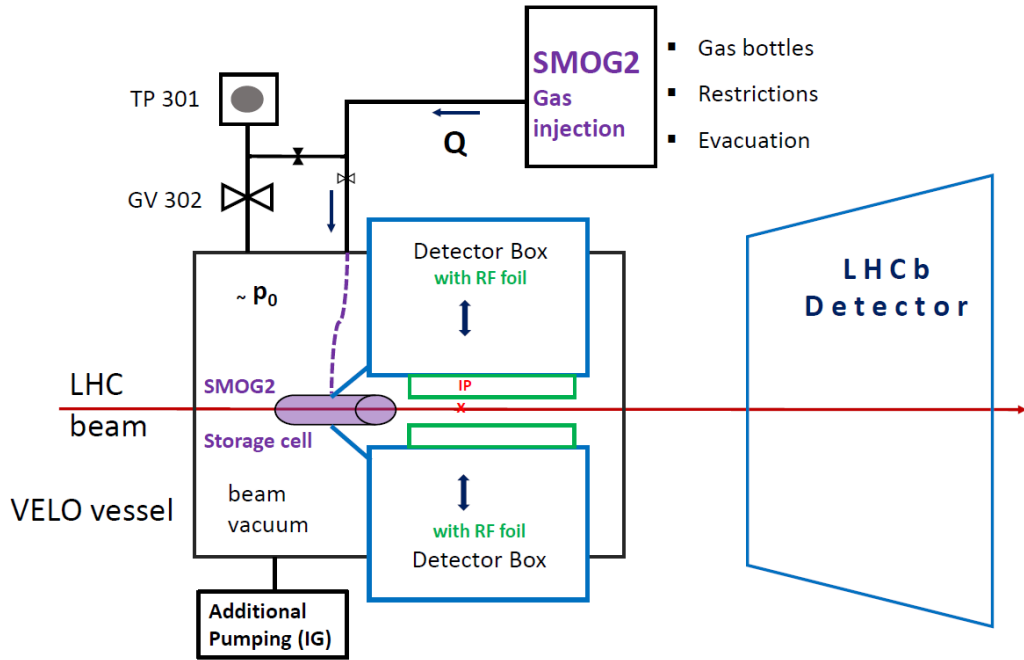 SMOG2
Gas
injection
▪ Gas bottles
▪ Restrictions
▪ Evacuation
TP 301
Q
GV 302
Detector Box
with RF foil
~ p₀
LHCb
Detector
LHC
beam
SMOG2
IP
x
Storage cell
VELO vessel
beam
vacuum
with RF foil
Detector Box
Additional
Pumping (IG)